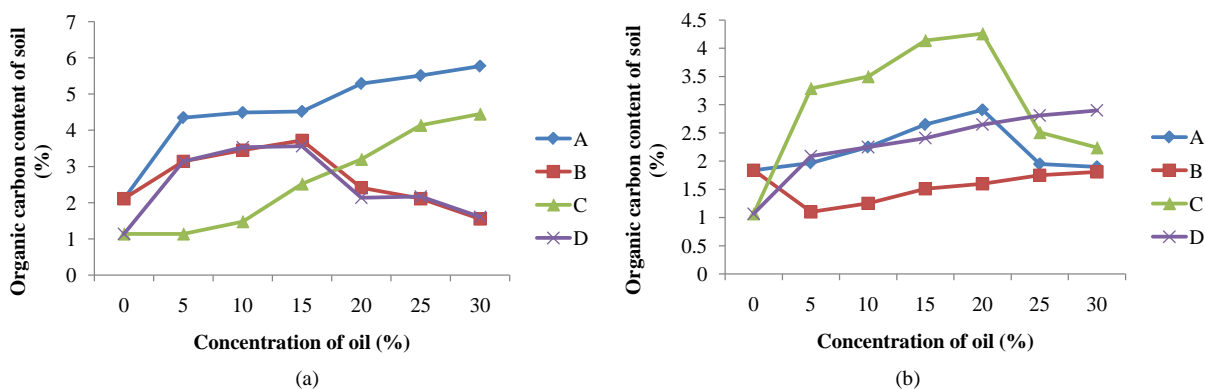 Organic carbon content of soil
(%)
7
6
5
4
3
2
1
0
0 5 10 15 20 25 30
Concentration of oil (%)
A
B
C
D
(a)
Organic carbon content of soil
(%)
4.5
4
3.5
3
2.5
2
1.5
1
0.5
0
0 5 10 15 20 25 30
Concentration of oil (%)
A
B
C
D
(b)